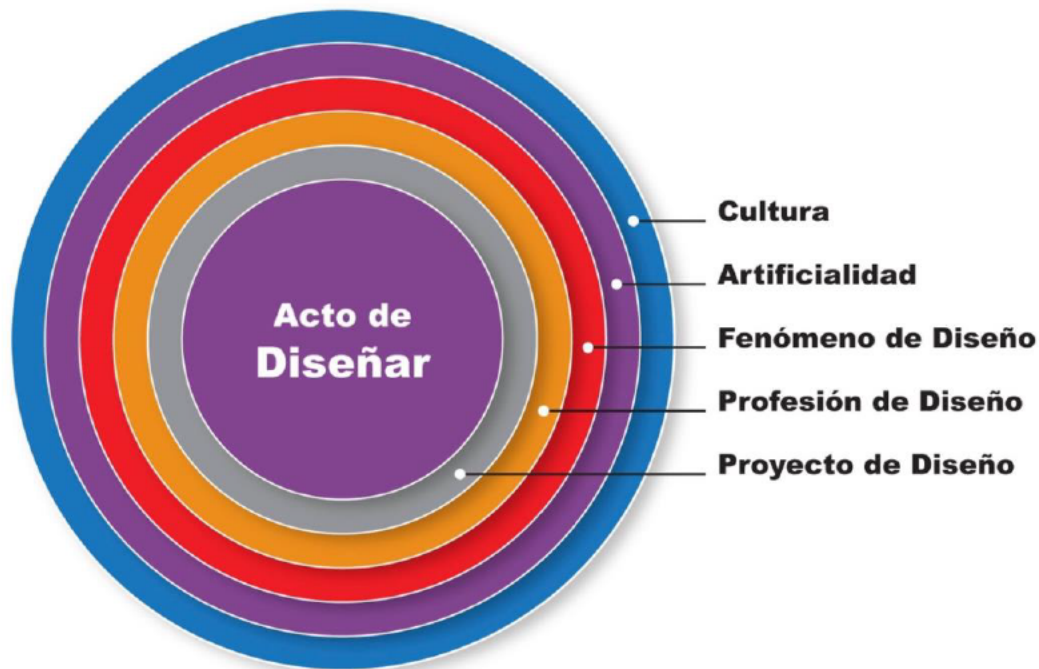 Acto de
Diseñar
Cultura
Artificialidad
Fenómeno de Diseño
Profesión de Diseño
Proyecto de Diseño